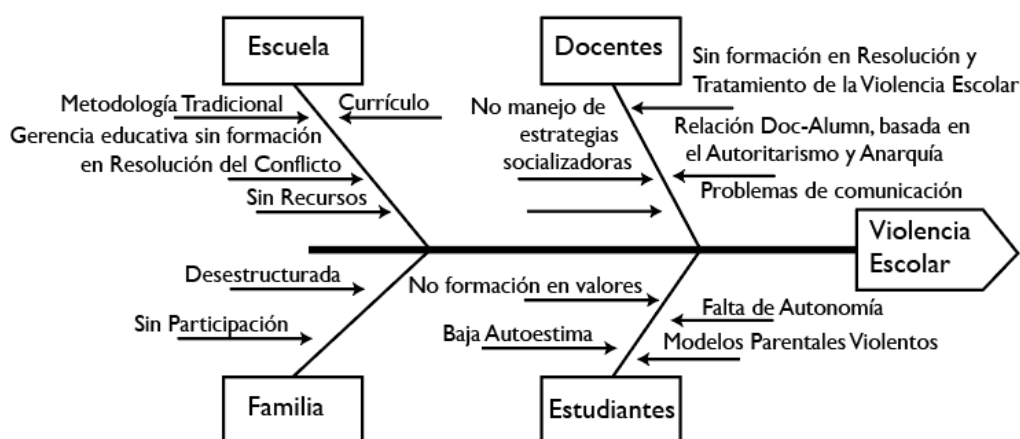 Escuela
Metodología Tradicional
Currículo
Gerencia educativa sin formación
en Resolución del Conflicto
Sin Recursos
Docentes
Sin formación en Resolución y
Tratamiento de la Violencia Escolar
No manejo de
estrategias
socializadoras
Relación Doc-Alumn, basada en
el Autoritarismo y Anarquía
Problemas de comunicación
Violencia
Escolar
Desestructurada
Sin Participación
Familia
No formación en valores
Falta de Autonomía
Baja Autoestima
Modelos Parentales Violentos
Estudiantes